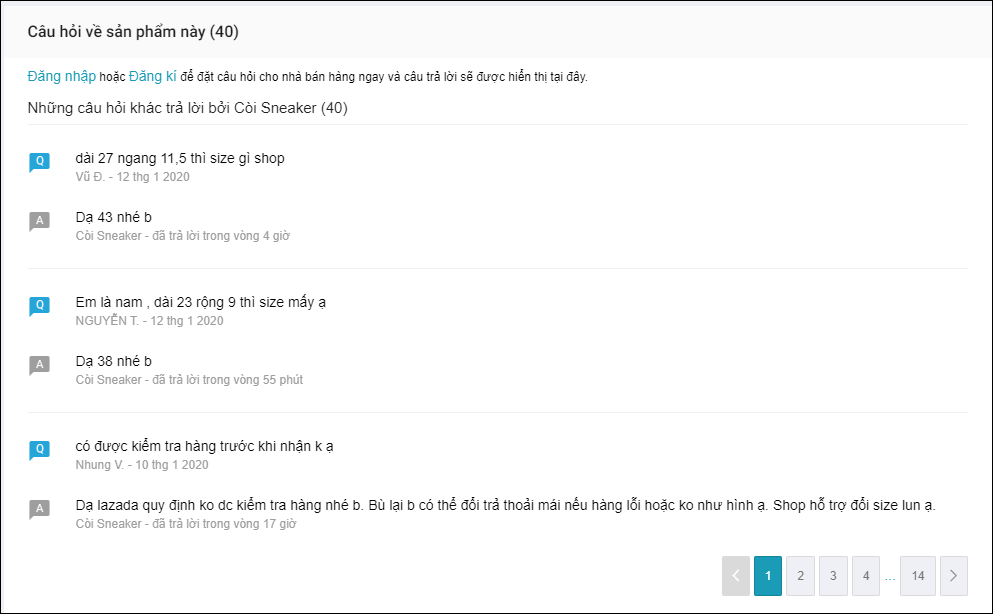 Câu hỏi về sản phẩm này (40)
Đăng nhập hoặc Đăng kí để đặt câu hỏi cho nhà bán hàng ngay và câu trả lời sẽ được hiển thị tại đây.
Những câu hỏi khác trả lời bởi Còi Sneaker (40)
Q dài 27 ngang 11,5 thì size gì shop
Vũ Đ. - 12 thg 1 2020
A Dạ 43 nhé b
Còi Sneaker - đã trả lời trong vòng 4 giờ
Q Em là nam , dài 23 rộng 9 thì size mấy ạ
NGUYỄN T. - 12 thg 1 2020
A Dạ 38 nhé b
Còi Sneaker - đã trả lời trong vòng 55 phút
Q có được kiểm tra hàng trước khi nhận k ạ
Nhung V. - 10 thg 1 2020
A Dạ lazada quy định ko dc kiểm tra hàng nhé b. Bù lại b có thể đổi trả thoải mái nếu hàng lỗi hoặc ko như hình ạ. Shop hỗ trợ đổi size lun ạ.
Còi Sneaker - đã trả lời trong vòng 17 giờ
1 2 3 4 ... 14